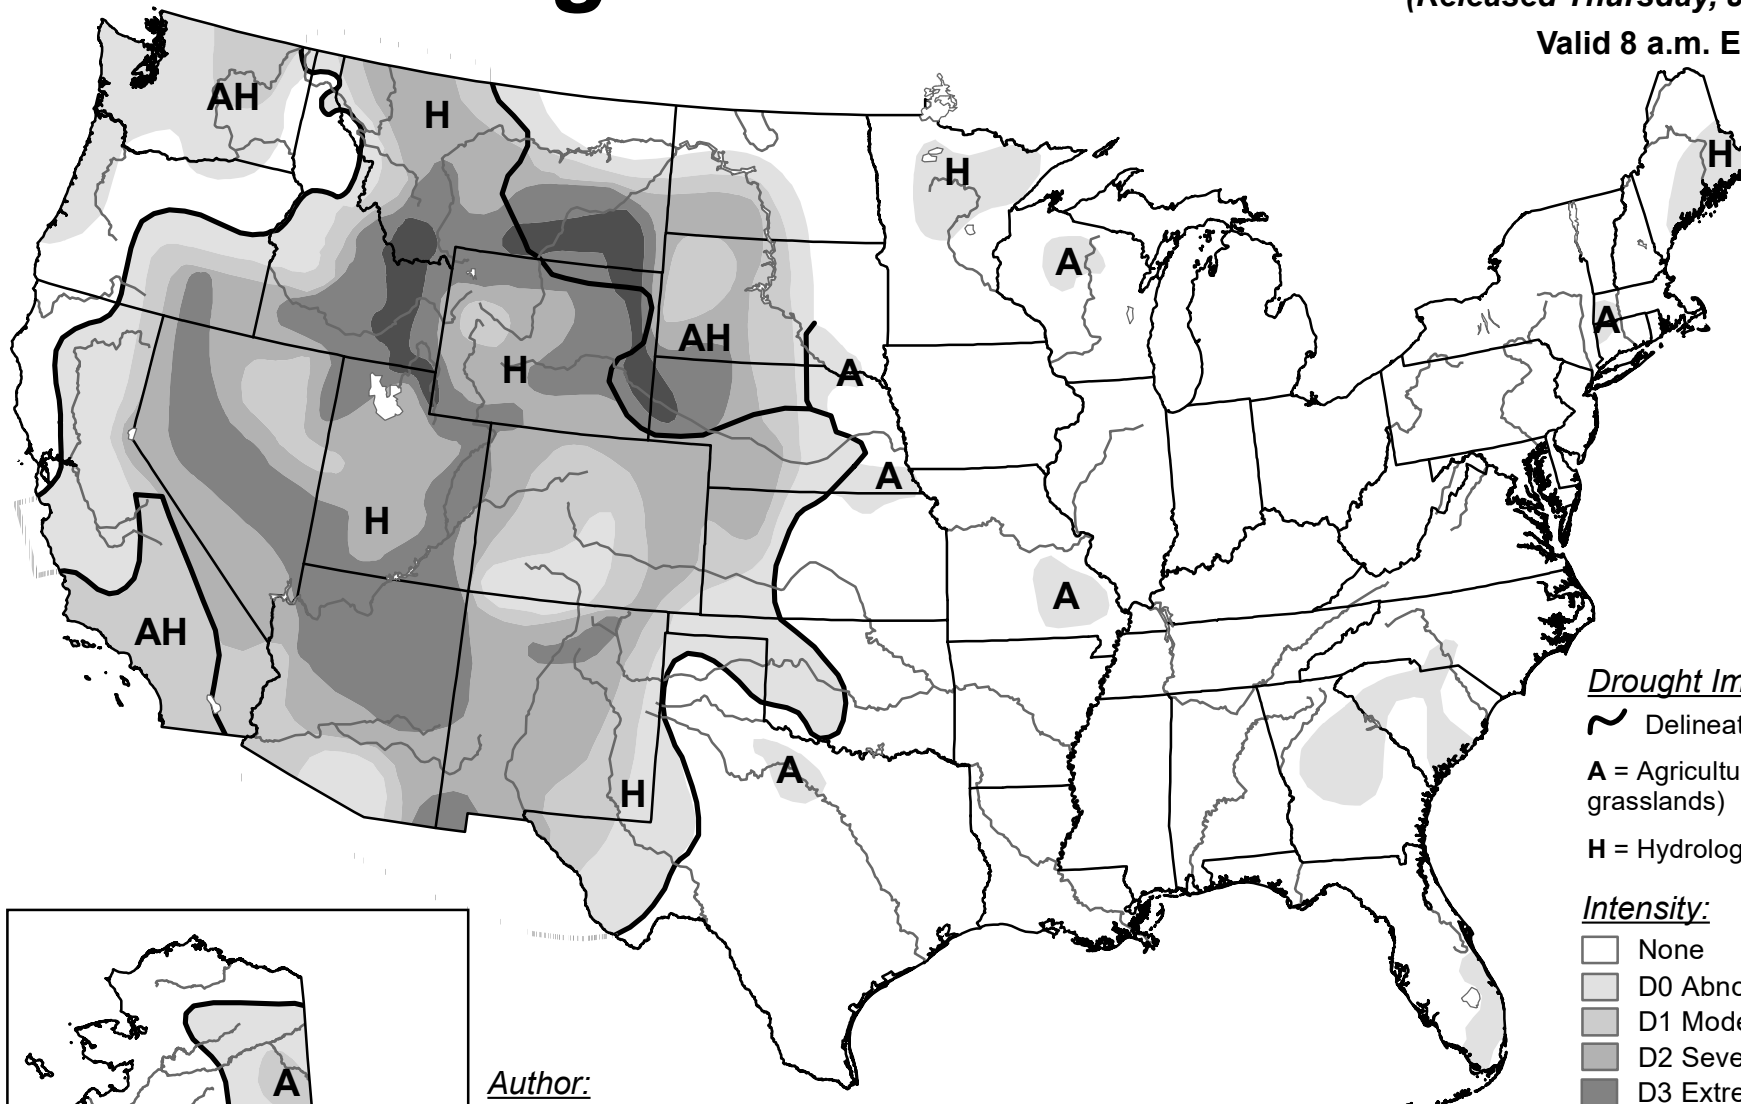 g
(Released Thursday,
Valid 8 a.m. E
AH
H
H
H
A
A
AH
H
A
A
H
A
AH
A
H
A
Drought Im
Delineat
A = Agricultu
grasslands)
H = Hydrolog
Intensity:
None
D0 Abno
D1 Mode
D2 Seve
D3 Extre
A
Author: